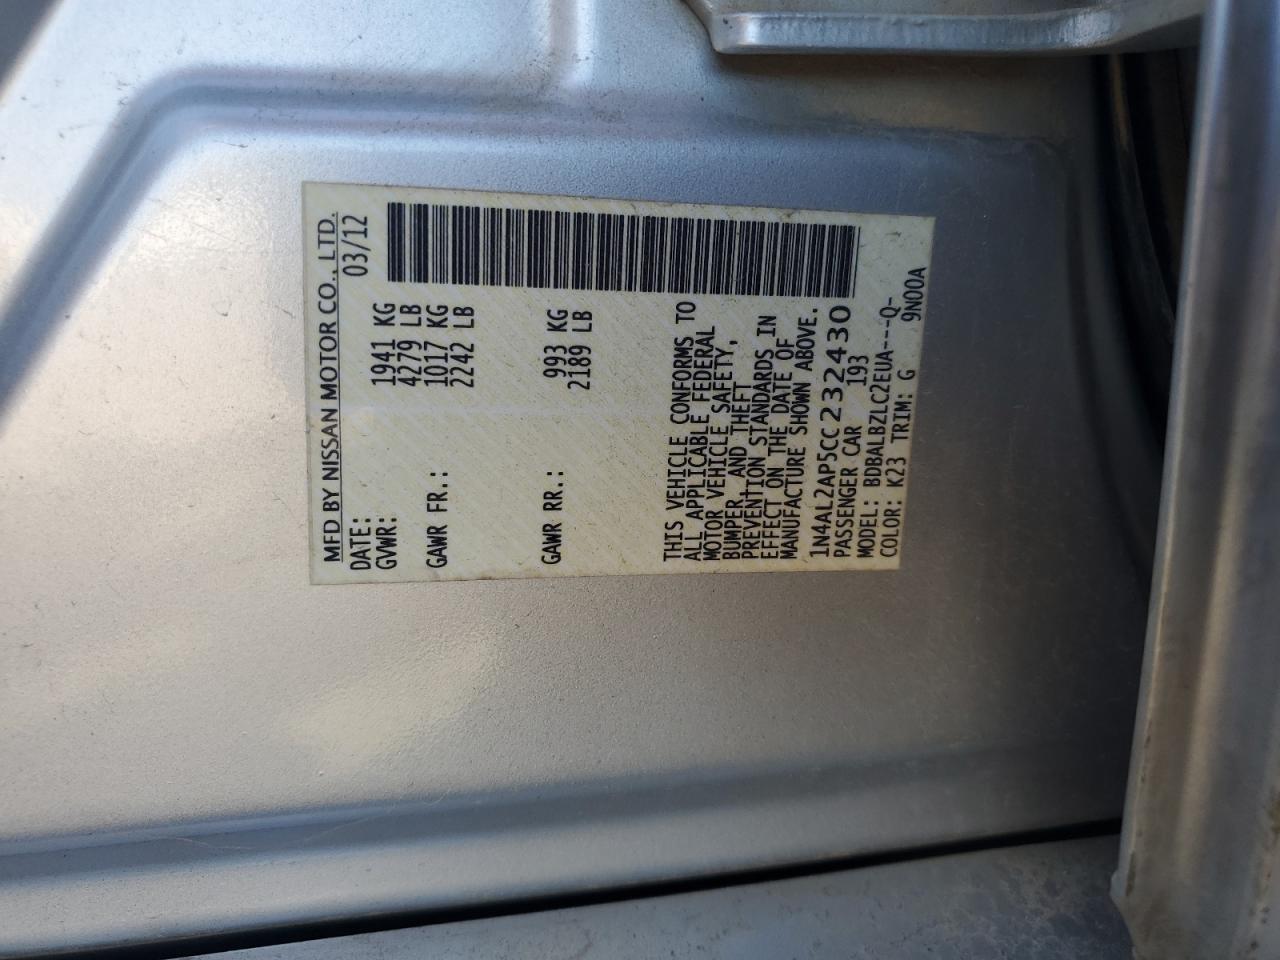 MFD BY NISSAN MOTOR CO., LTD.
DATE: 03/12
GVWR: 1941 KG
4279 LB
GAWR FR.: 1017 KG
2242 LB
GAWR RR.: 993 KG
2189 LB
THIS VEHICLE CONFORMS TO
ALL APPLICABLE FEDERAL
MOTOR VEHICLE SAFETY,
BUMPER, AND THEFT
PREVENTION STANDARDS IN
EFFECT ON THE DATE OF
MANUFACTURE SHOWN ABOVE.
1N4AL2AP5CC232430
PASSENGER CAR 193
MODEL: BDBALBZLC2EUA---Q-
COLOR: K23 TRIM: G 9N00A